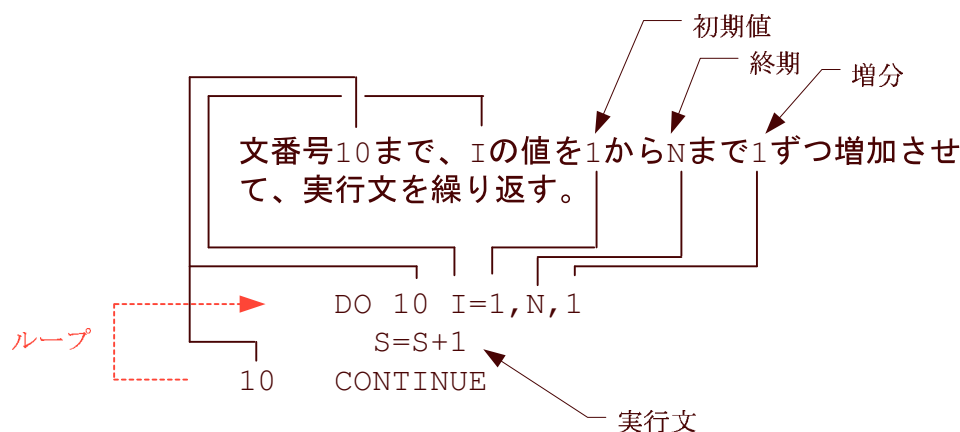 初期値
終期
増分
文番号10まで、Iの値を1からNまで1ずつ増加させ
て、実行文を繰り返す。
DO 10 I=1,N,1
ループ
S=S+1
10 CONTINUE
実行文